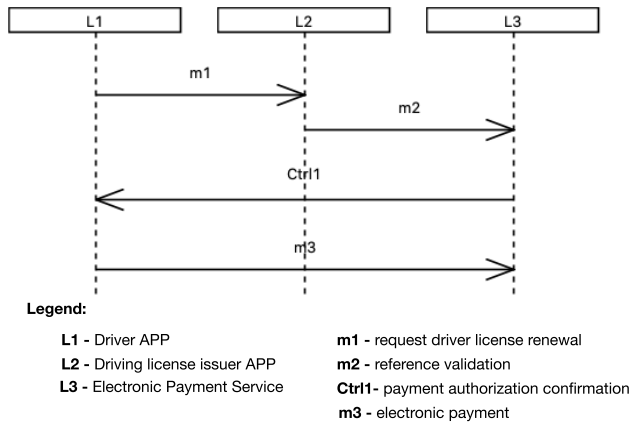 L1 L2 L3
m1
m2
Ctrl1
m3
Legend:
L1 - Driver APP
L2 - Driving license issuer APP
L3 - Electronic Payment Service
m1 - request driver license renewal
m2 - reference validation
Ctrl1- payment authorization confirmation
m3 - electronic payment